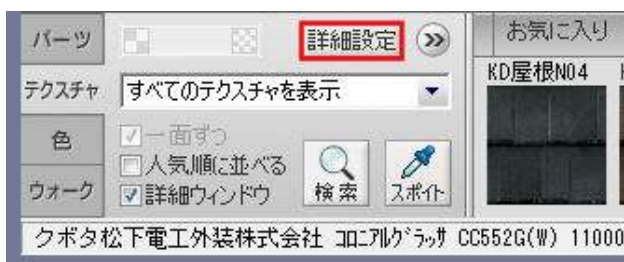 パーツ
詳細設定
お気に入り
テクスチャ
すべてのテクスチャを表示
KD屋根N04
色
一面ずつ
人気順に並べる
ウォーク
詳細ウィンドウ
検索
スポイト
クボタ松下電工外装株式会社 コロニアルグラッサ CC552G(W) 11000